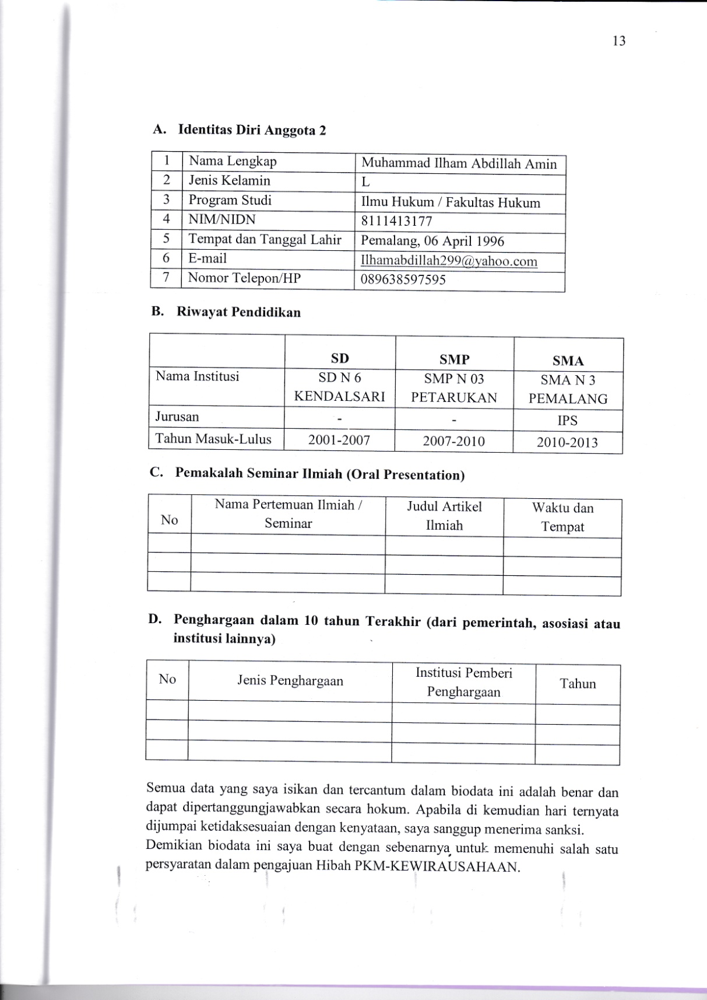 13
A. Identitas Diri Anggota 2
1 Nama Lengkap Muhammad Ilham Abdillah Amin
2 Jenis Kelamin L
3 Program Studi Ilmu Hukum / Fakultas Hukum
4 NIM/NIDN 8111413177
5 Tempat dan Tanggal Lahir Pemalang, 06 April 1996
6 E-mail Ilhamabdillah299@yahoo.com
7 Nomor Telepon/HP 089638597595
B. Riwayat Pendidikan
SD SMP SMA
Nama Institusi SD N 6 SMP N 03 SMA N 3
KENDALSARI PETARUKAN PEMALANG
Jurusan - - IPS
Tahun Masuk-Lulus 2001-2007 2007-2010 2010-2013
C. Pemakalah Seminar Ilmiah (Oral Presentation)
No Nama Pertemuan Ilmiah / Judul Artikel Waktu dan
Seminar Ilmiah Tempat
D. Penghargaan dalam 10 tahun Terakhir (dari pemerintah, asosiasi atau
institusi lainnya)
No Jenis Penghargaan Institusi Pemberi Tahun
Penghargaan
Semua data yang saya isikan dan tercantum dalam biodata ini adalah benar dan
dapat dipertanggungjawabkan secara hokum. Apabila di kemudian hari ternyata
dijumpai ketidaksesuaian dengan kenyataan, saya sanggup menerima sanksi.
Demikian biodata ini saya buat dengan sebenarnya untuk memenuhi salah satu
persyaratan dalam pengajuan Hibah PKM-KEWIRAUSAHAAN.